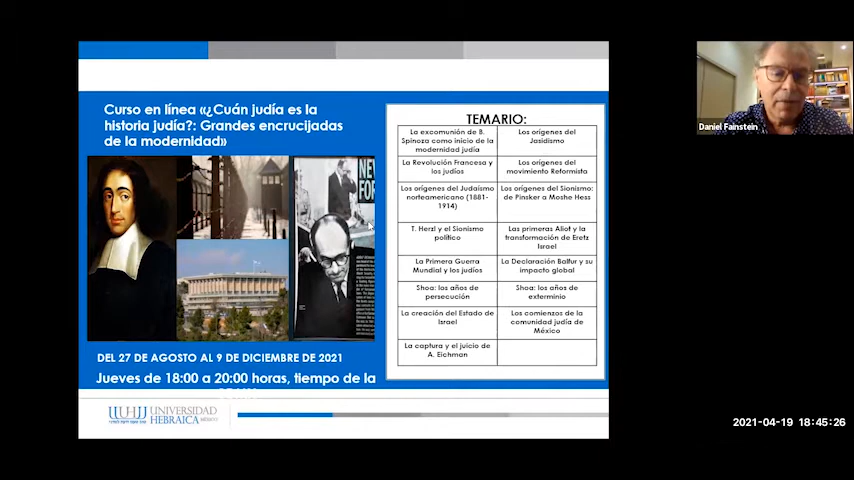 Curso en línea «¿Cuán judía es la
historia judía?: Grandes encrucijadas
de la modernidad»
NEV
FOR
DEL 27 DE AGOSTO AL 9 DE DICIEMBRE DE 2021
Jueves de 18:00 a 20:00 horas, tiempo de la
UHJ UNIVERSIDAD
HEBRAICA
MÉXICO
TEMARIO:
La excomunión de B.
Spinoza como inicio de la
modernidad judía
Los orígenes del
Jasidismo
La Revolución Francesa y
los judíos
Los orígenes del
movimiento Reformista
Los orígenes del Judaísmo
norteamericano (1881-
1914)
Los orígenes del Sionismo:
de Pinsker a Moshe Hess
T. Herzl y el Sionismo
político
Las primeras Aliot y la
transformación de Eretz
Israel
La Primera Guerra
Mundial y los judíos
La Declaración Balfur y su
impacto global
Shoa: los años de
persecución
Shoa: los años de
exterminio
La creación del Estado de
Israel
Los comienzos de la
comunidad judía de
México
La captura y el juicio de
A. Eichman
Daniel Fainstein
2021-04-19 18:45:26